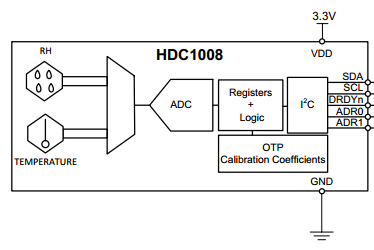 3.3V
HDC1008
VDD
RH
TEMPERATURE
ADC
Registers
+
Logic
I²C
OTP
Calibration Coefficients
SDA
SCL
DRDYn
ADR0
ADR1
GND